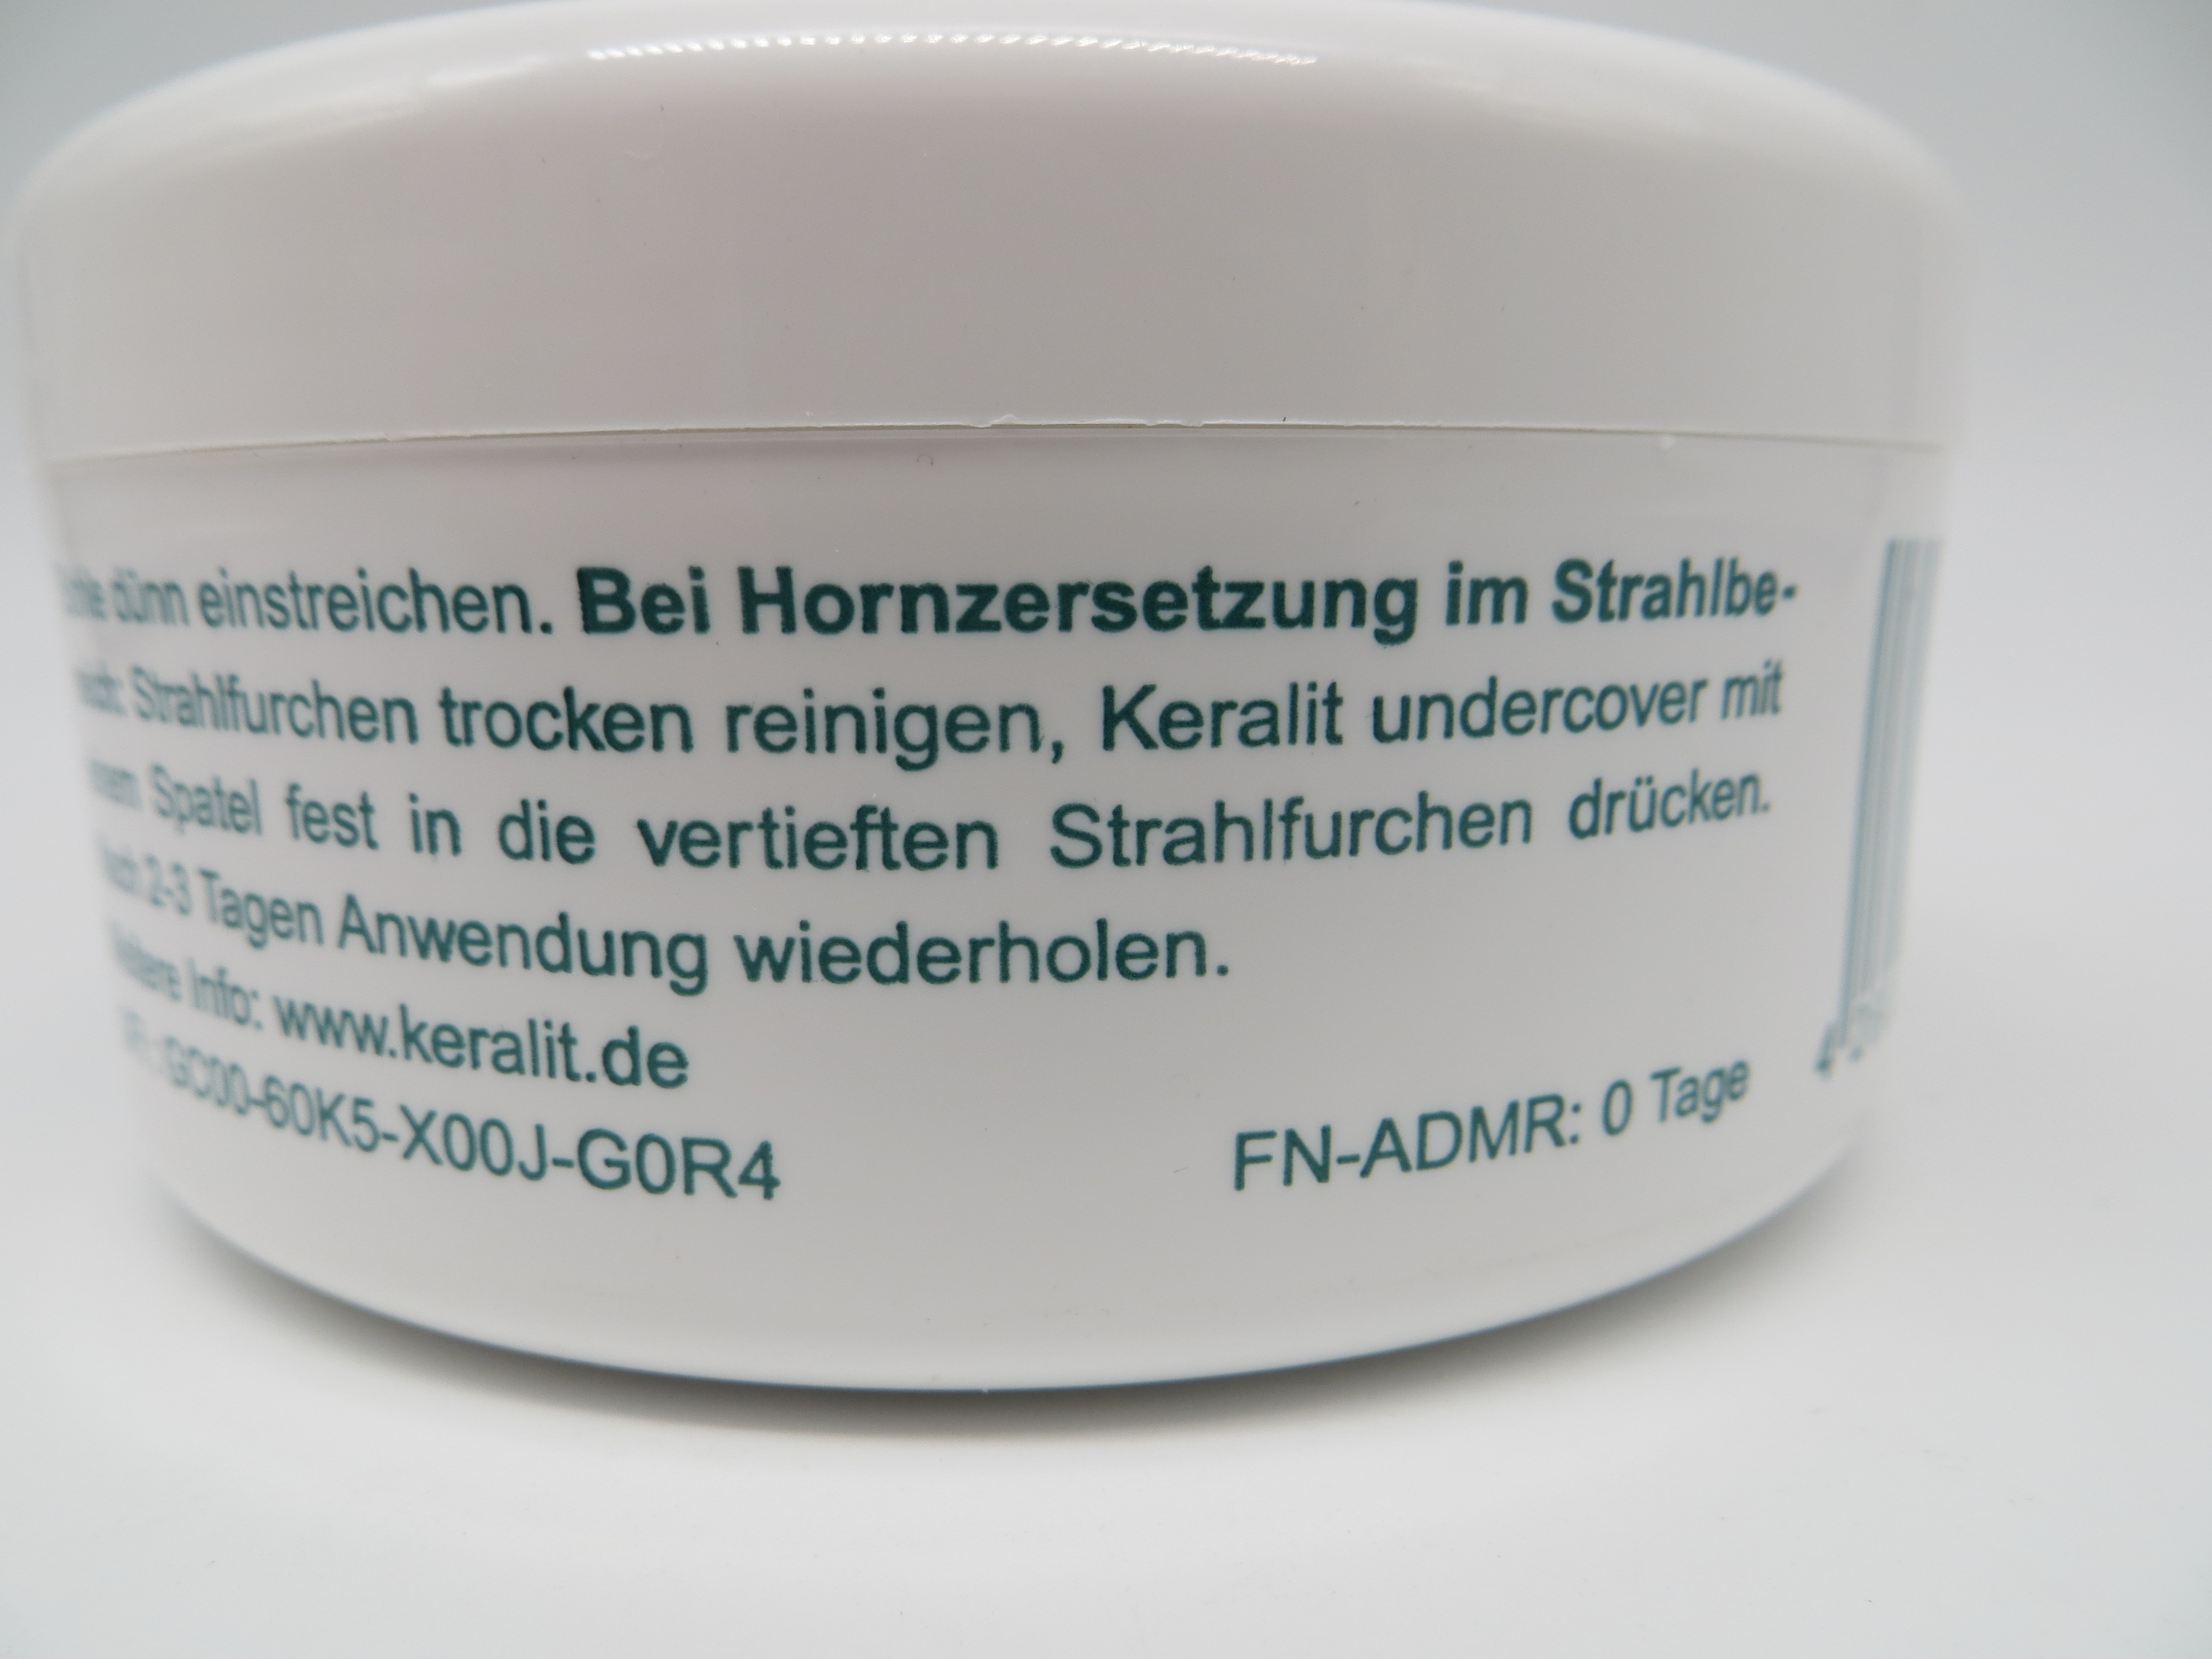 dünn einstreichen. Bei Hornzersetzung im Strahlbe-
Strahlfurchen trocken reinigen, Keralit undercover mit
Spatel fest in die vertieften Strahlfurchen drücken.
2-3 Tagen Anwendung wiederholen.
Info: www.keralit.de
GC00-60K5-X00J-G0R4
FN-ADMR: 0 Tage